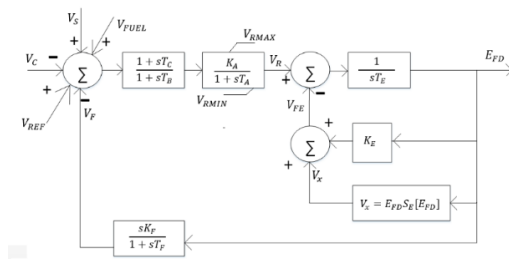 V_S
V_FUEL
V_C
V_REF
V_F
Σ
1 + sT_C
1 + sT_B
V_RMAX
K_A
1 + sT_A
V_RMIN
V_R
Σ
V_FE
1
sT_E
E_FD
Σ
K_E
V_x
V_x = E_FD S_E[E_FD]
sK_F
1 + sT_F